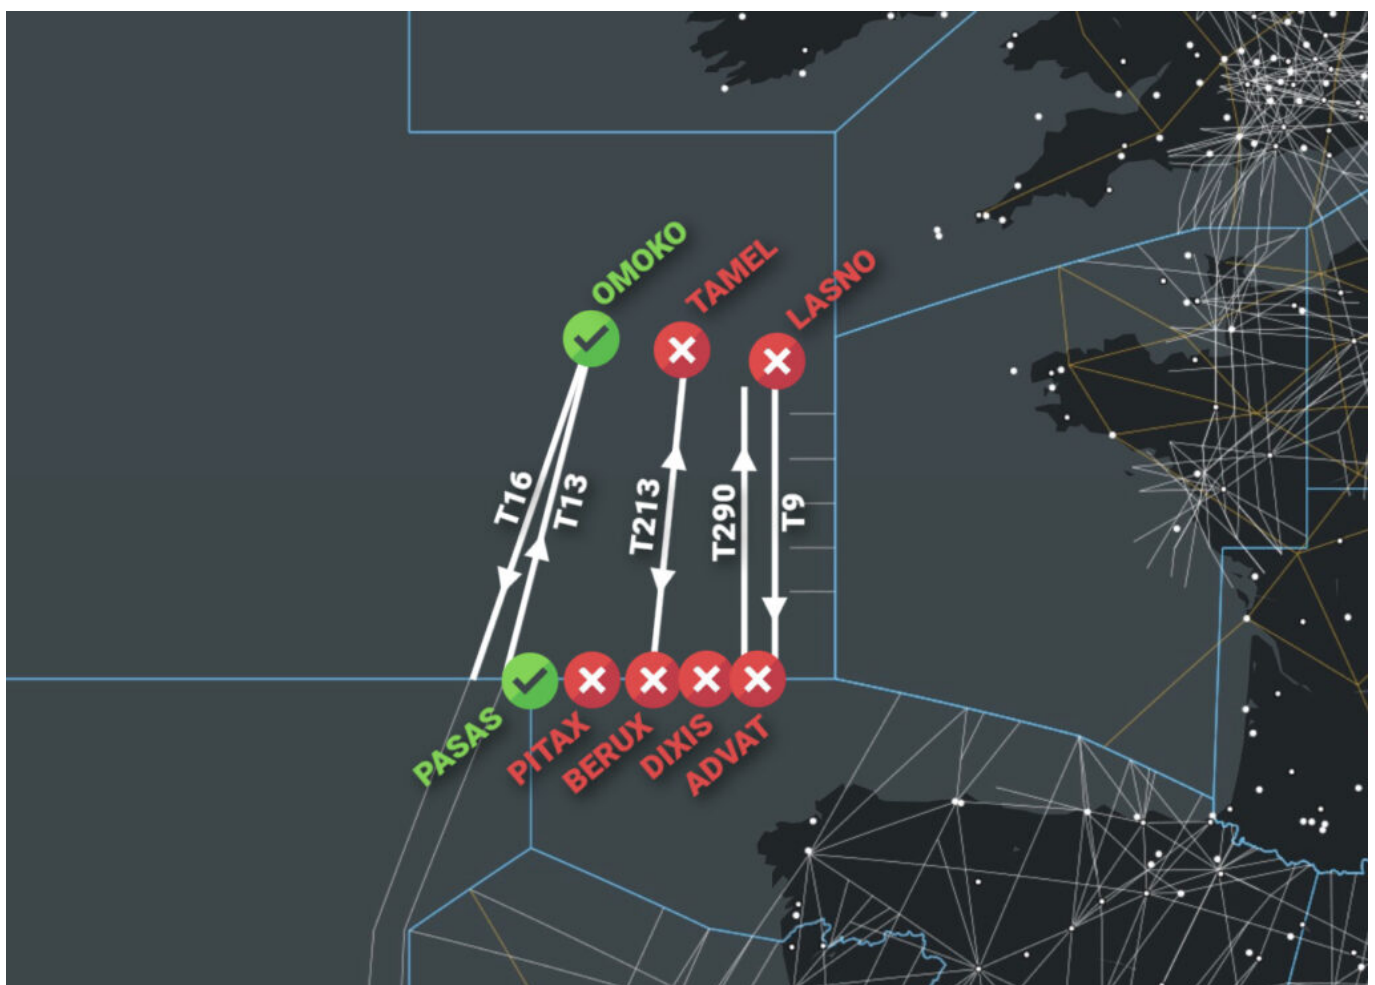 OMOKO
TAMEL
LASNO
T16
T13
T213
T290
T9
PASAS
PITAX
BERUX
DIXIS
ADVAT